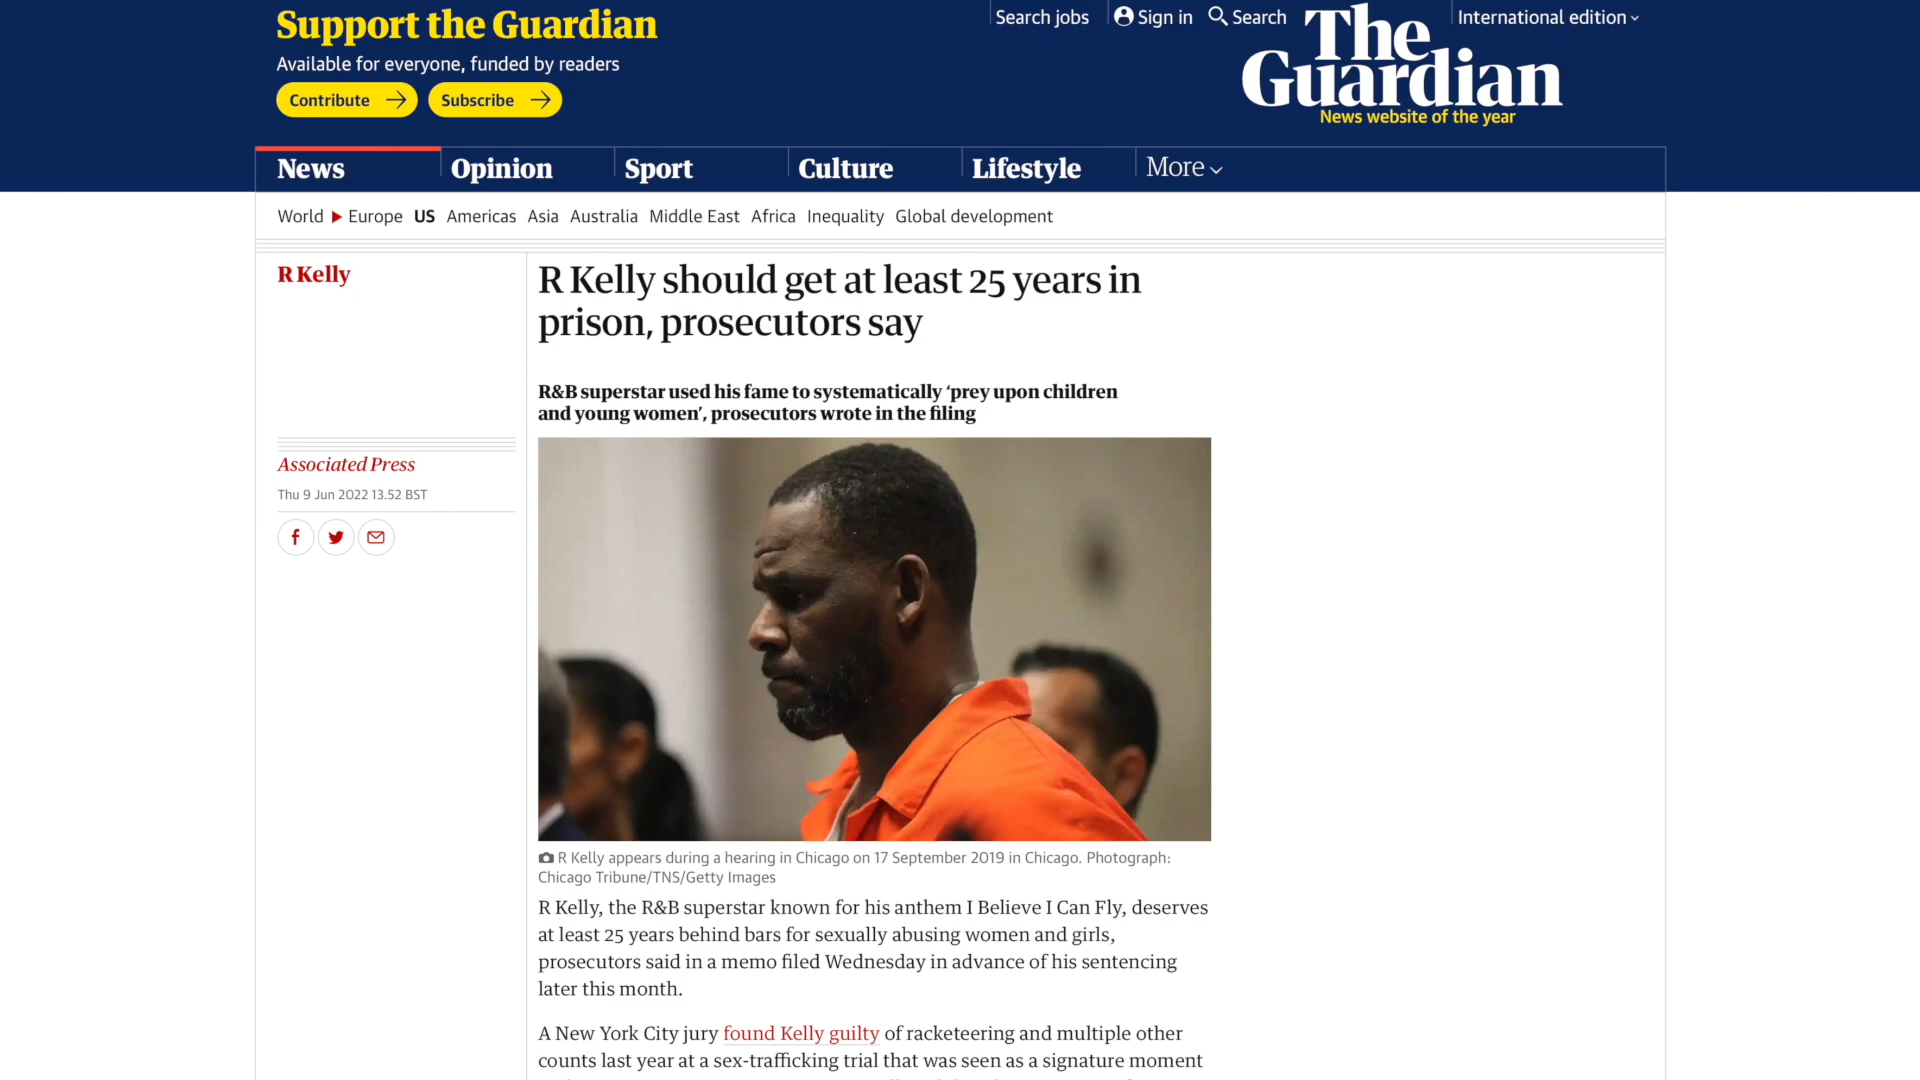 Support the Guardian
Available for everyone, funded by readers
Contribute
Subscribe
Search jobs
Sign in
Search
International edition
The
Guardian
News website of the year
News
Opinion
Sport
Culture
Lifestyle
More
World
Europe
US
Americas
Asia
Australia
Middle East
Africa
Inequality
Global development
R Kelly
R Kelly should get at least 25 years in
prison, prosecutors say
R&B superstar used his fame to systematically ‘prey upon children
and young women’, prosecutors wrote in the filing
Associated Press
Thu 9 Jun 2022 13.52 BST
R Kelly appears during a hearing in Chicago on 17 September 2019 in Chicago. Photograph:
Chicago Tribune/TNS/Getty Images
R Kelly, the R&B superstar known for his anthem I Believe I Can Fly, deserves
at least 25 years behind bars for sexually abusing women and girls,
prosecutors said in a memo filed Wednesday in advance of his sentencing
later this month.
A New York City jury found Kelly guilty of racketeering and multiple other
counts last year at a sex-trafficking trial that was seen as a signature moment